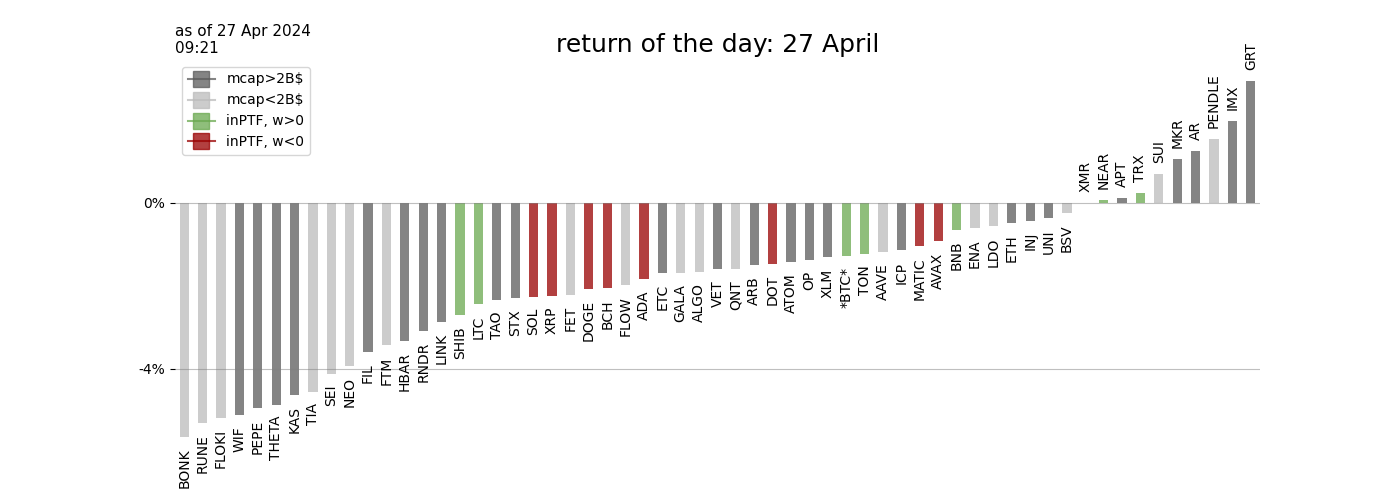 as of 27 Apr 2024
09:21
return of the day: 27 April
mcap>2B$
mcap<2B$
inPTF, w>0
inPTF, w<0
0%
-4%
BONK
RUNE
FLOKI
WIF
PEPE
THETA
KAS
TIA
SEI
NEO
FIL
FTM
HBAR
RNDR
LINK
SHIB
LTC
TAO
STX
SOL
XRP
FET
DOGE
BCH
FLOW
ADA
ETC
GALA
ALGO
VET
QNT
ARB
DOT
ATOM
OP
XLM
*BTC*
TON
AAVE
ICP
MATIC
AVAX
BNB
ENA
LDO
ETH
INJ
UNI
BSV
XMR
NEAR
APT
TRX
SUI
MKR
AR
PENDLE
IMX
GRT